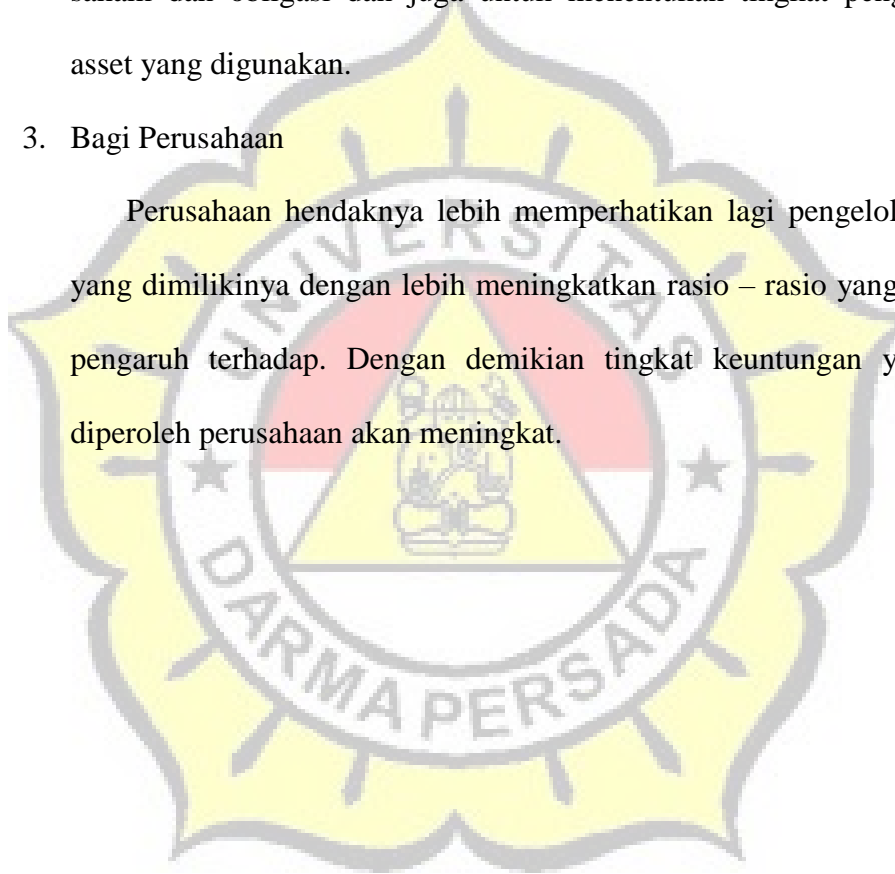 saham dan obligasi dan juga untuk menentukan tingkat
asset yang digunakan.
3. Bagi Perusahaan
Perusahaan hendaknya lebih memperhatikan lagi
yang dimilikinya dengan lebih meningkatkan rasio – rasio yang
pengaruh terhadap. Dengan demikian tingkat keuntungan
diperoleh perusahaan akan meningkat.
UNIVERSITAS
DARMA PERSADA